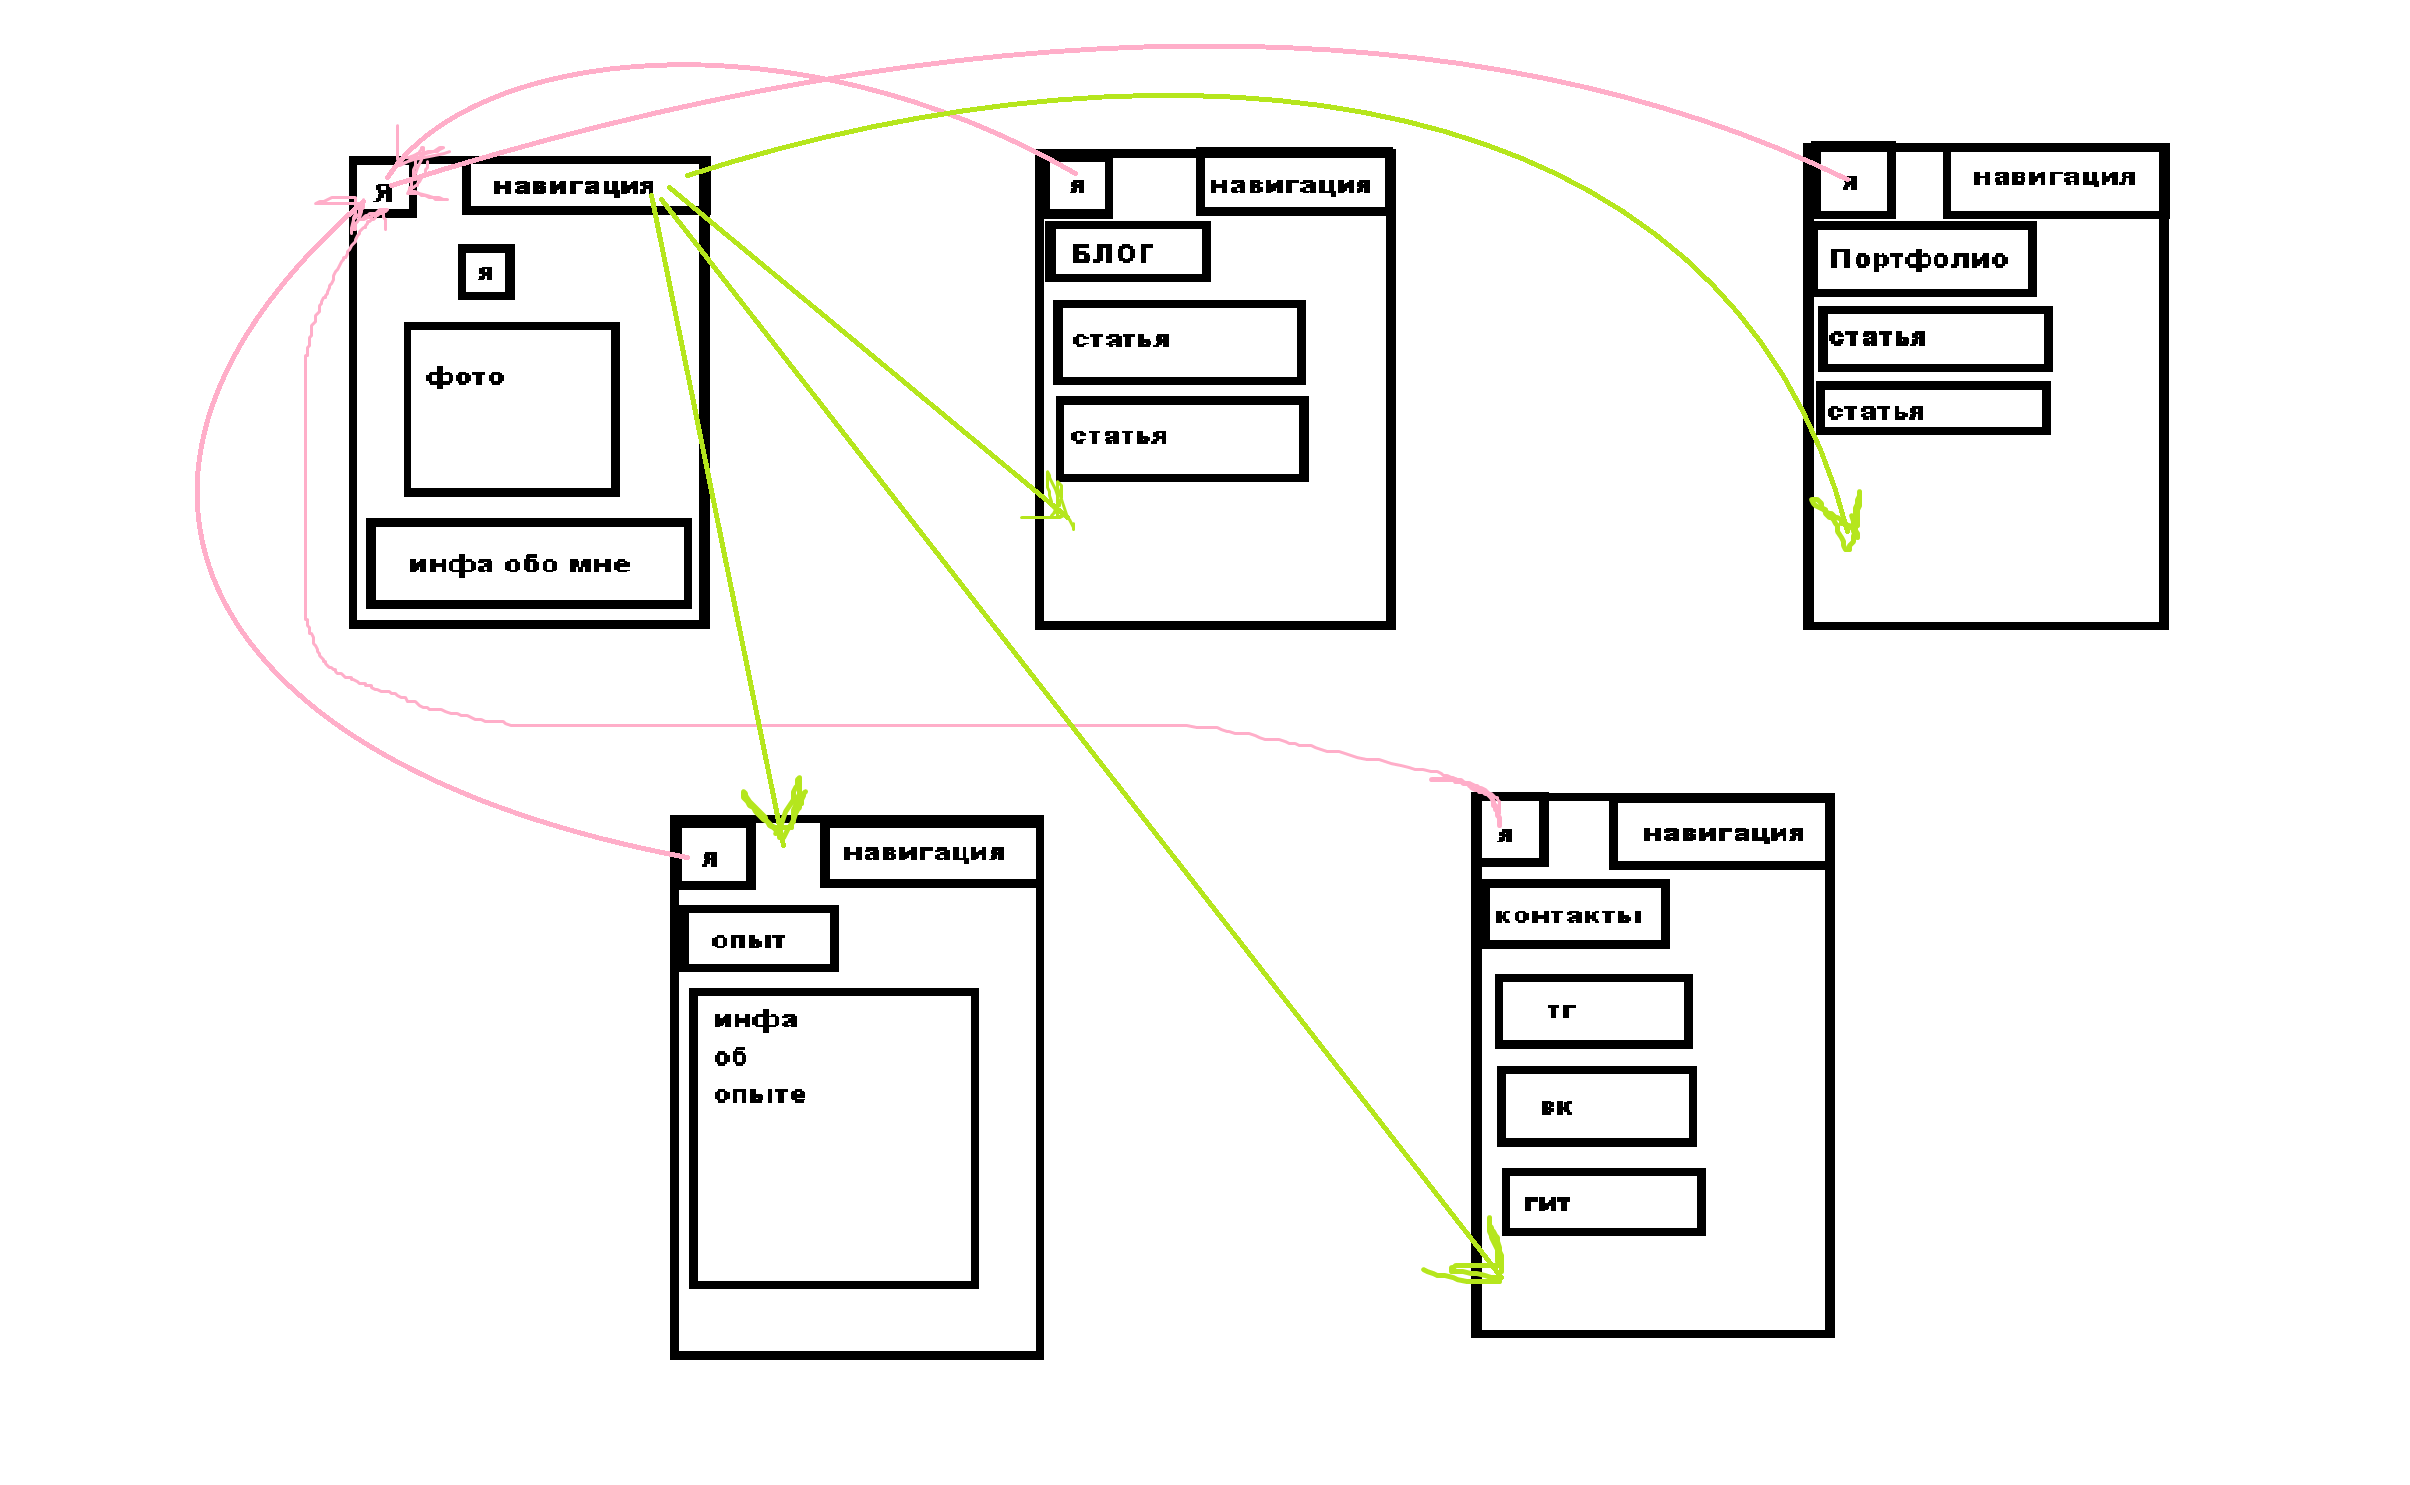 Я
навигация
я
фото
инфа обо мне
я
навигация
БЛОГ
статья
статья
я
навигация
Портфолио
статья
статья
я
навигация
опыт
инфа
об
опыте
я
навигация
контакты
тг
вк
гит